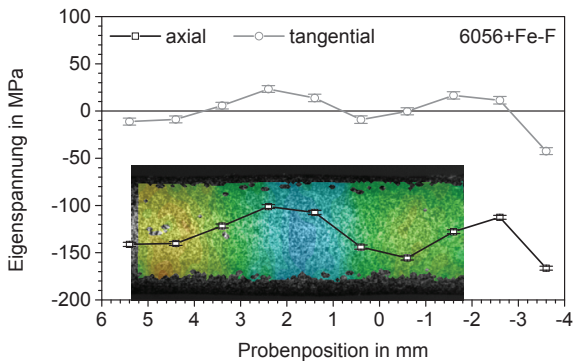 axial tangential 6056+Fe-F
Eigenspannung in MPa
100
50
0
-50
-100
-150
-200
6 5 4 3 2 1 0 -1 -2 -3 -4
Probenposition in mm